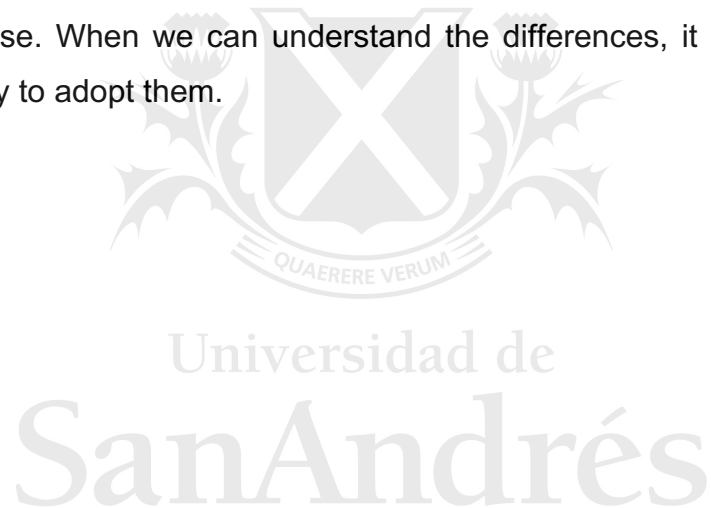 se. When we can understand the differences, it
y to adopt them.
QUAERERE VERUM
Universidad de
SanAndrés